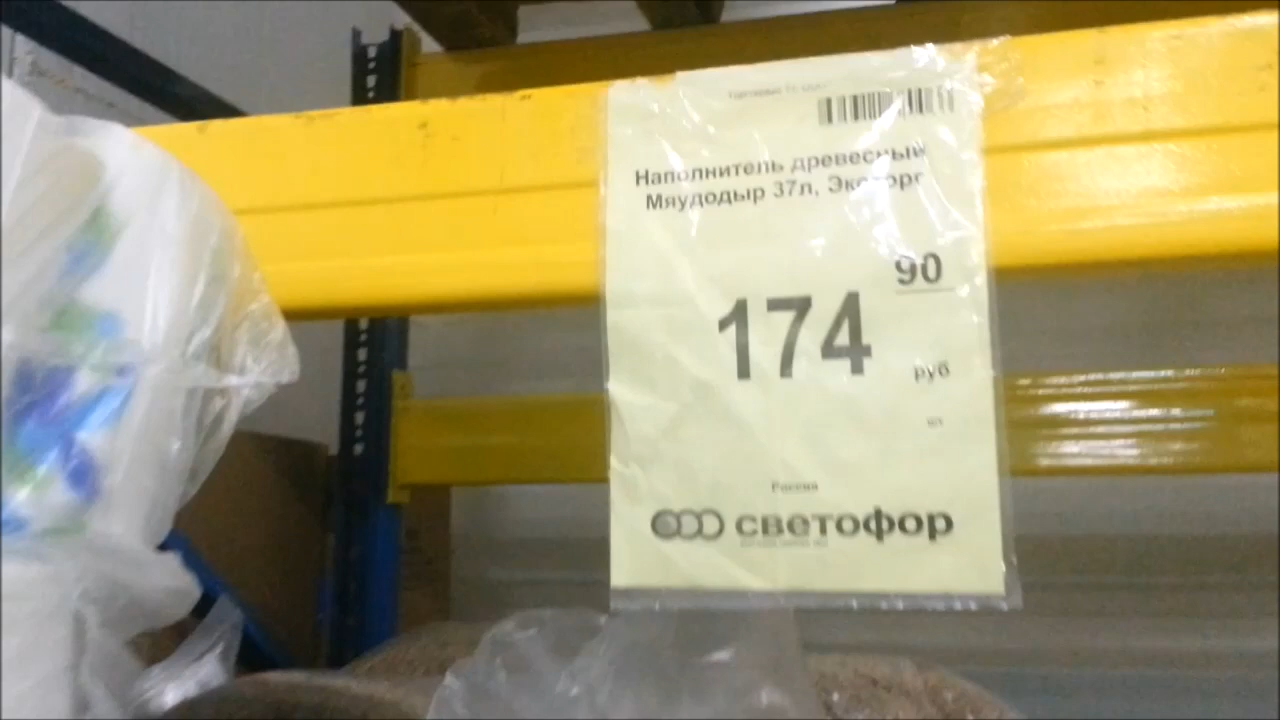 Наполнитель древесный
Мяудодыр 37л,
90
174
руб
шт
Россия
светофор